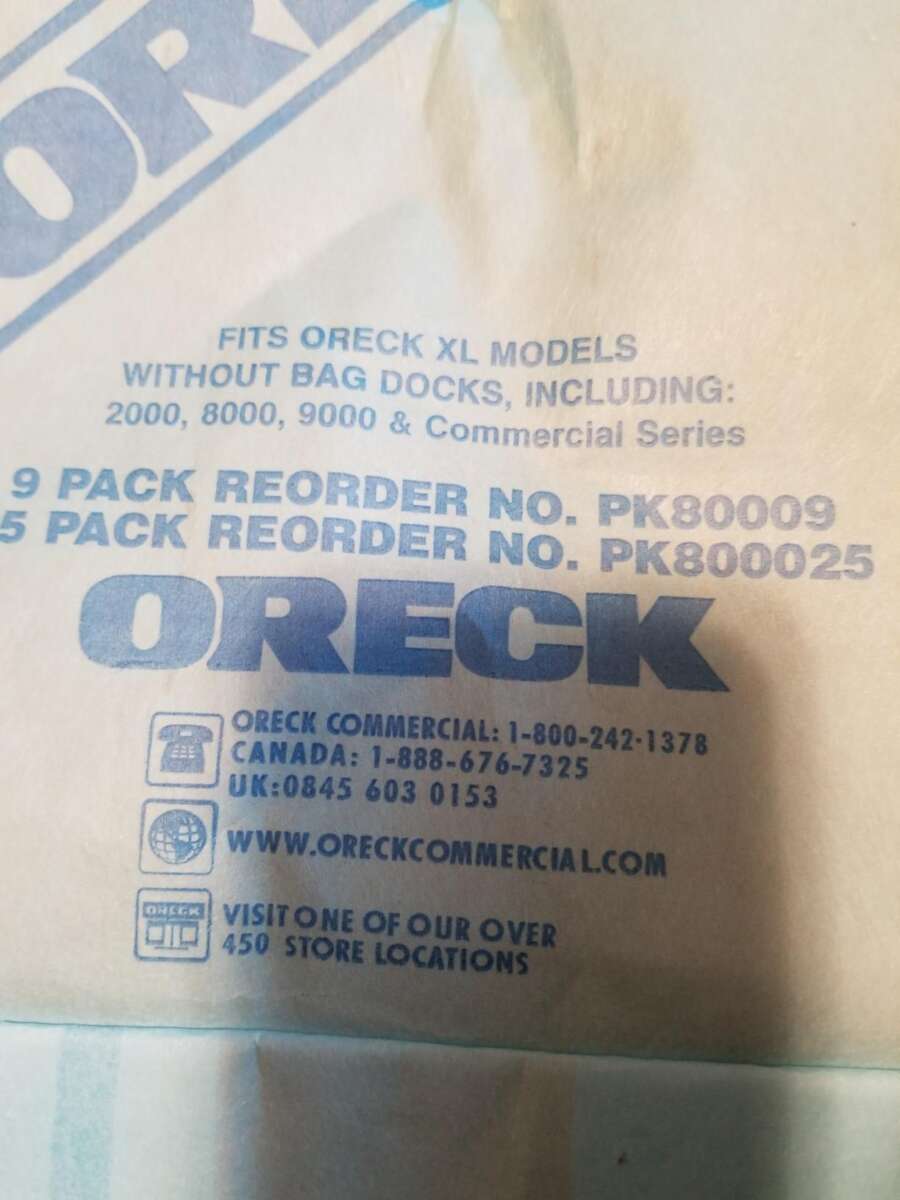 FITS ORECK XL MODELS
WITHOUT BAG DOCKS, INCLUDING:
2000, 8000, 9000 & Commercial Series
9 PACK REORDER NO. PK80009
5 PACK REORDER NO. PK800025
ORECK
ORECK COMMERCIAL: 1-800-242-1378
CANADA: 1-888-676-7325
UK:0845 603 0153
WWW.ORECKCOMMERCIAL.COM
ORECK
VISIT ONE OF OUR OVER
450 STORE LOCATIONS